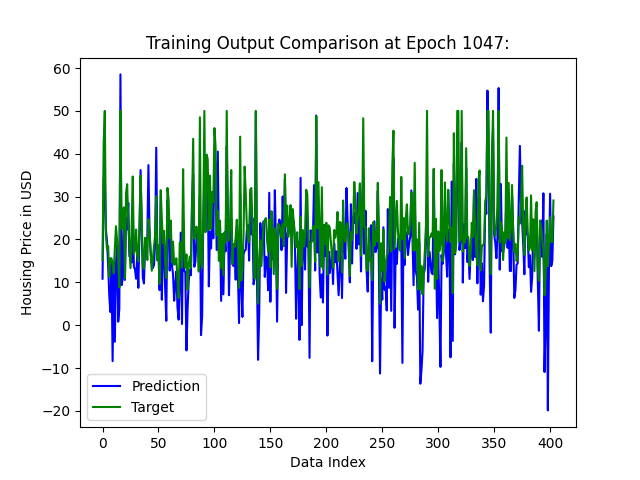 Training Output Comparison at Epoch 1047:
Housing Price in USD
60
50
40
30
20
10
0
−10
−20
Prediction
Target
0 50 100 150 200 250 300 350 400
Data Index